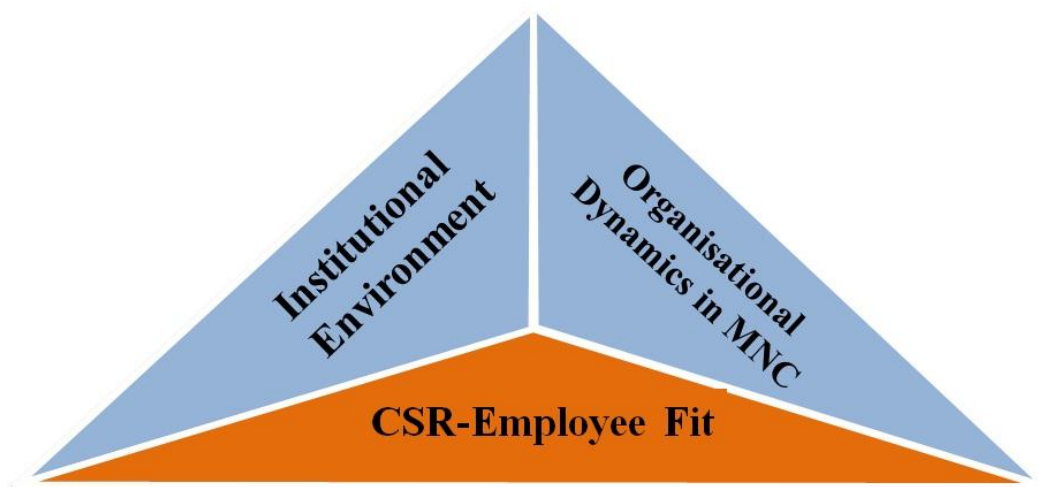 Institutional
Environment
Organisational
Dynamics in MNC
CSR-Employee Fit